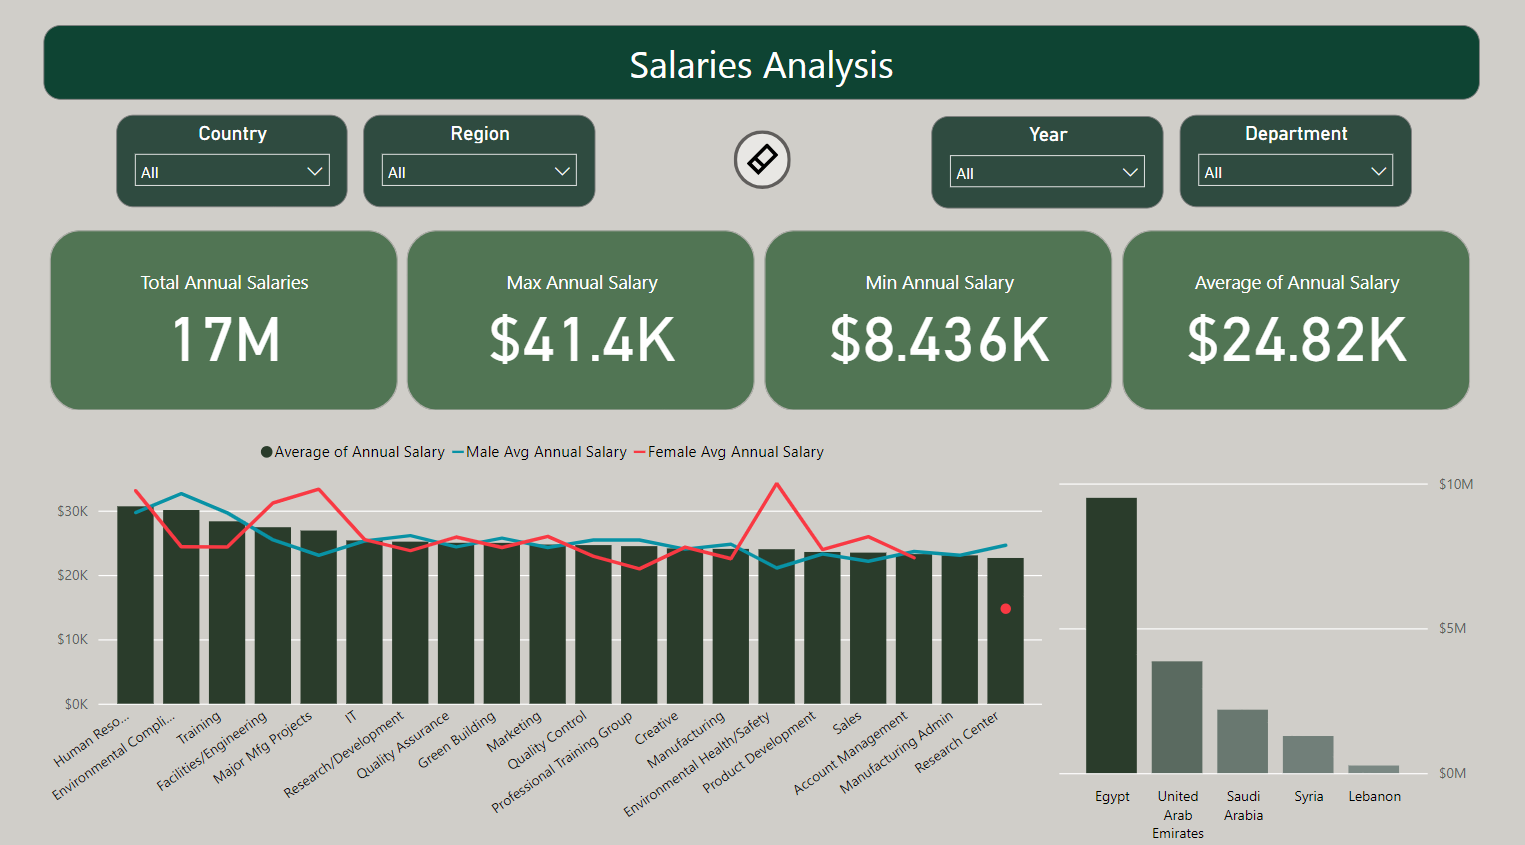 Salaries Analysis
Country
Region
Year
Department
All
All
All
All
Total Annual Salaries
Max Annual Salary
Min Annual Salary
Average of Annual Salary
17M
$41.4K
$8.436K
$24.82K
Average of Annual Salary
Male Avg Annual Salary
Female Avg Annual Salary
$30K
$20K
$10K
$0K
Human Reso...
Environmental Compli...
Training
Facilities/Engineering
Major Mfg Projects
IT
Research/Development
Quality Assurance
Green Building
Marketing
Quality Control
Professional Training Group
Creative
Manufacturing
Environmental Health/Safety
Product Development
Sales
Account Management
Manufacturing Admin
Research Center
$10M
$5M
$0M
Egypt
United
Arab
Emirates
Saudi
Arabia
Syria
Lebanon